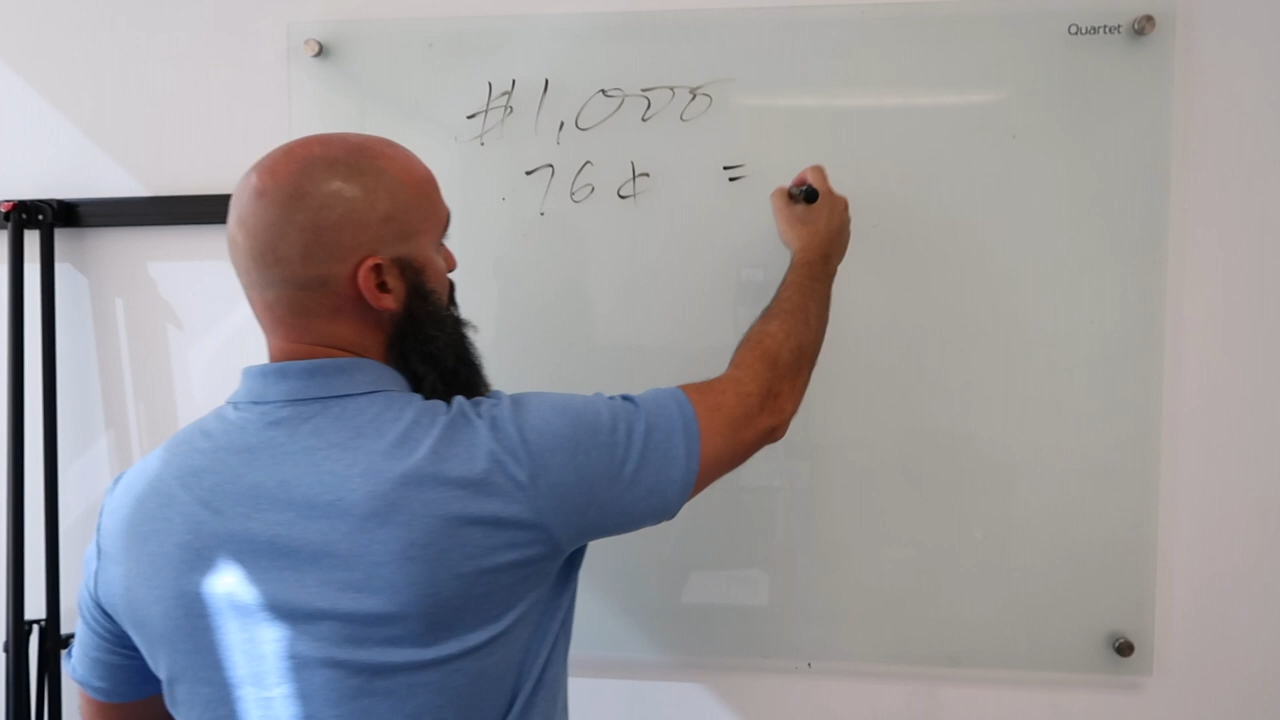 Quartet
$1,000
.76¢ =